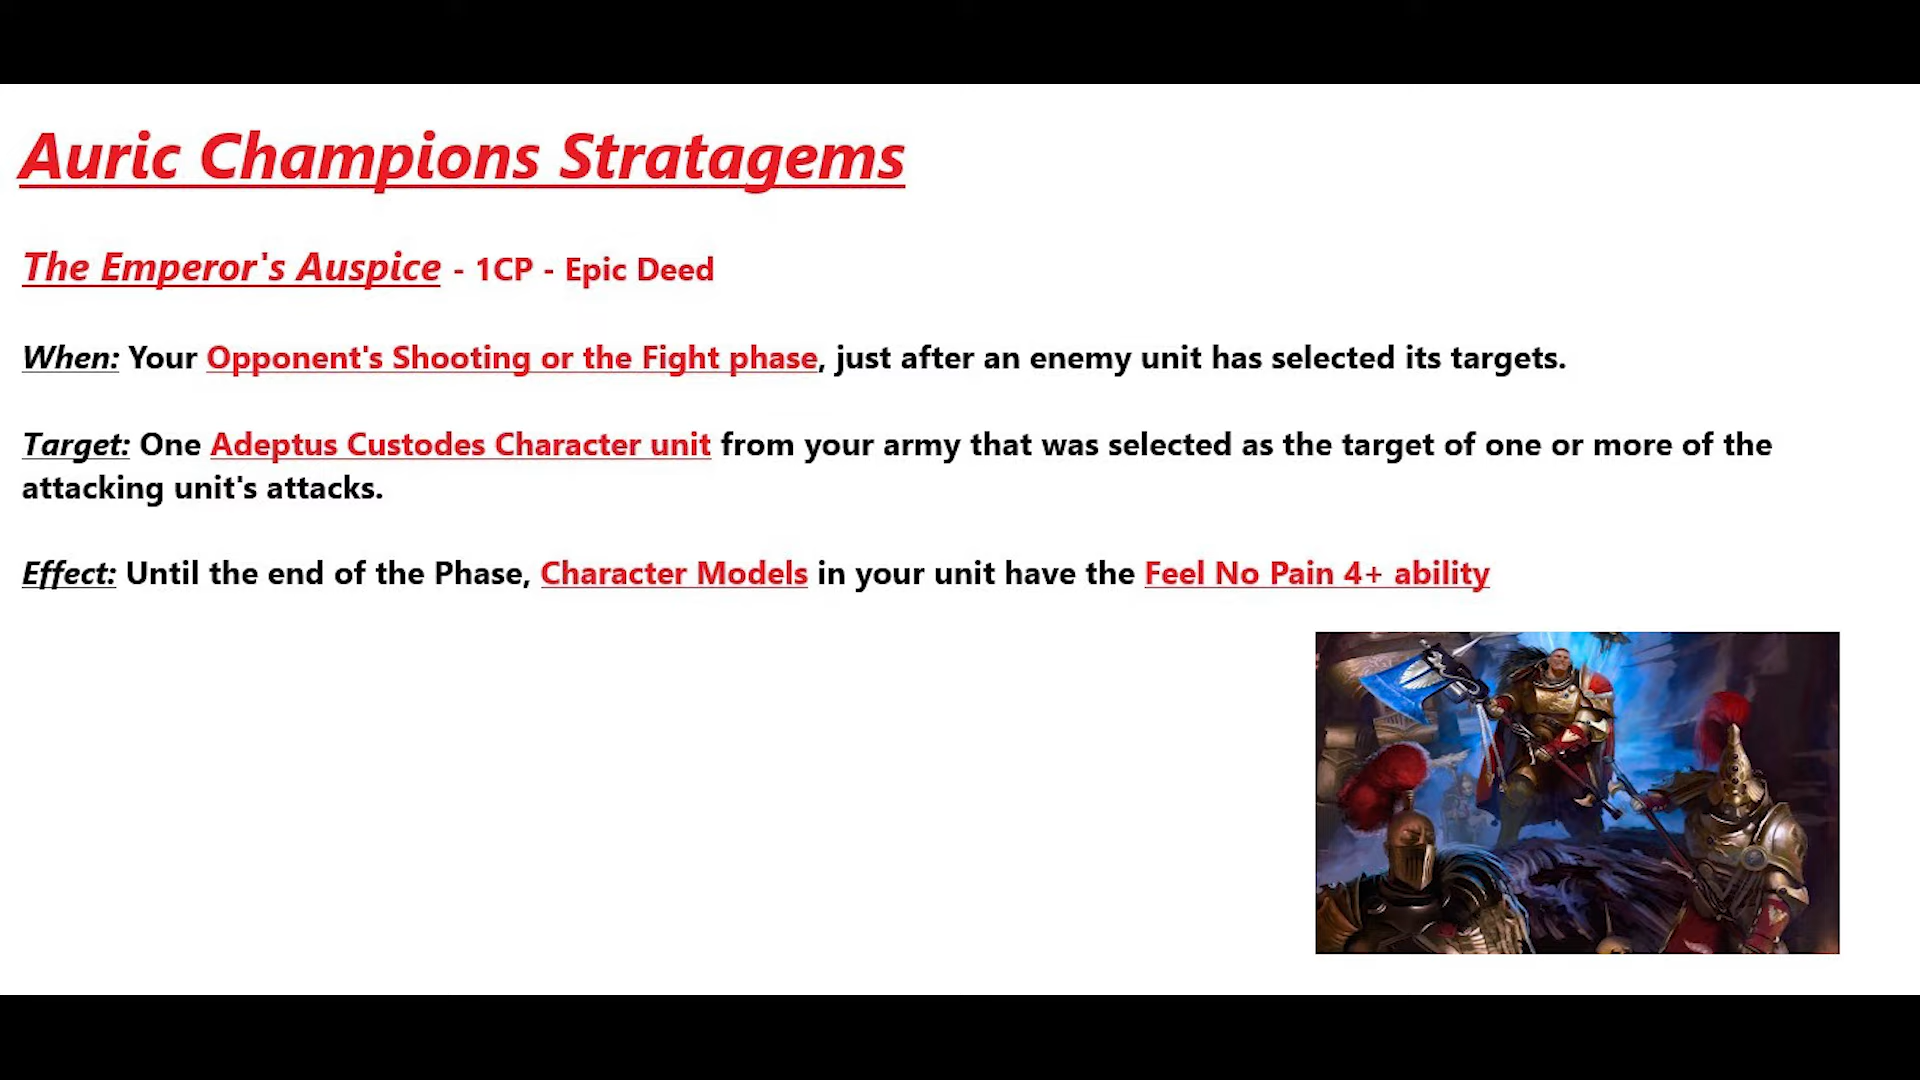 Auric Champions Stratagems
The Emperor's Auspice - 1CP - Epic Deed
When: Your Opponent's Shooting or the Fight phase, just after an enemy unit has selected its targets.
Target: One Adeptus Custodes Character unit from your army that was selected as the target of one or more of the
attacking unit's attacks.
Effect: Until the end of the Phase, Character Models in your unit have the Feel No Pain 4+ ability